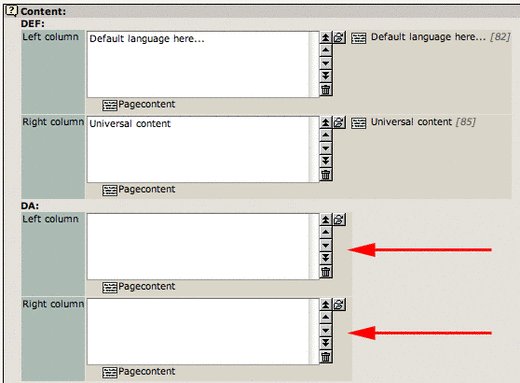 Content:
DEF:
Left column
Default language here...
Default language here... [82]
Pagecontent
Right column
Universal content
Universal content [85]
Pagecontent
DA:
Left column
Pagecontent
Right column
Pagecontent